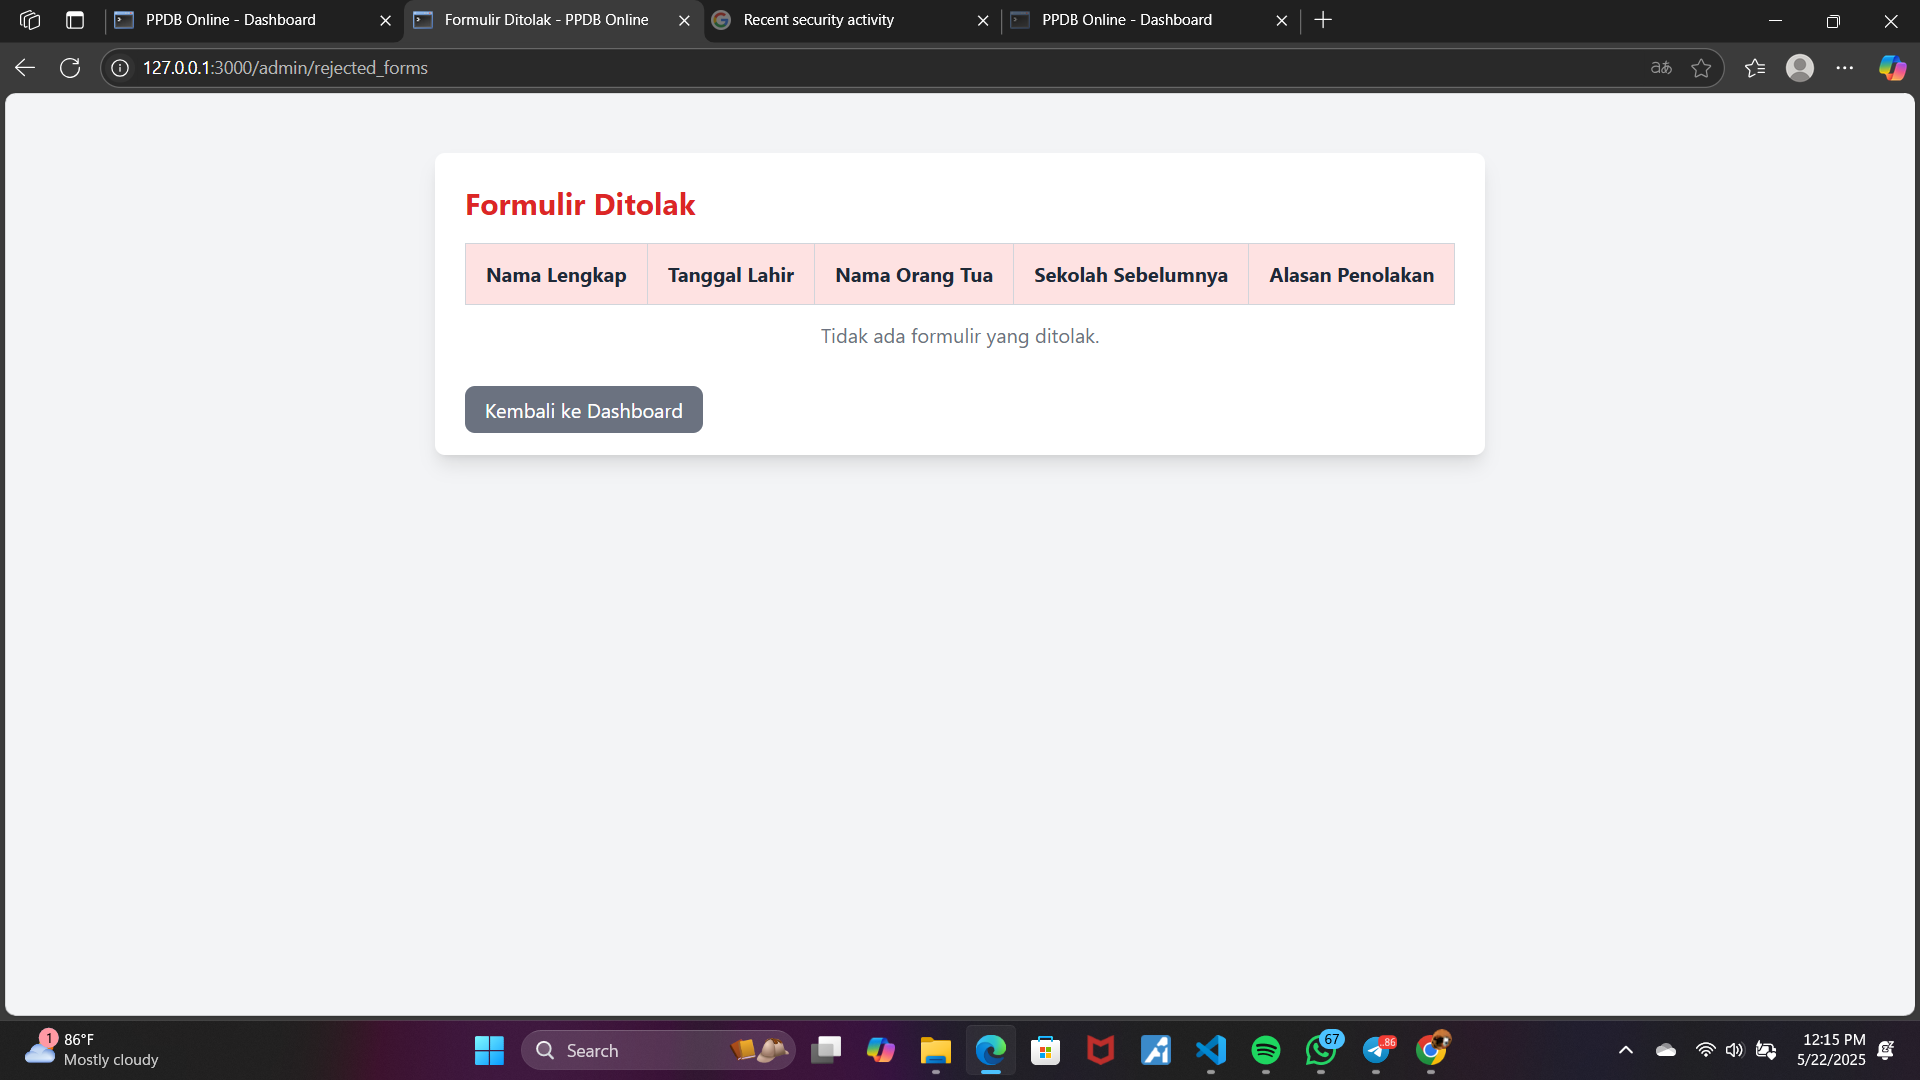 PPDB Online - Dashboard
Formulir Ditolak - PPDB Online
Recent security activity
PPDB Online - Dashboard
127.0.0.1:3000/admin/rejected_forms
Formulir Ditolak
Nama Lengkap Tanggal Lahir Nama Orang Tua Sekolah Sebelumnya Alasan Penolakan
Tidak ada formulir yang ditolak.
Kembali ke Dashboard
1
86°F
Mostly cloudy
Search
67
..86
12:15 PM
5/22/2025